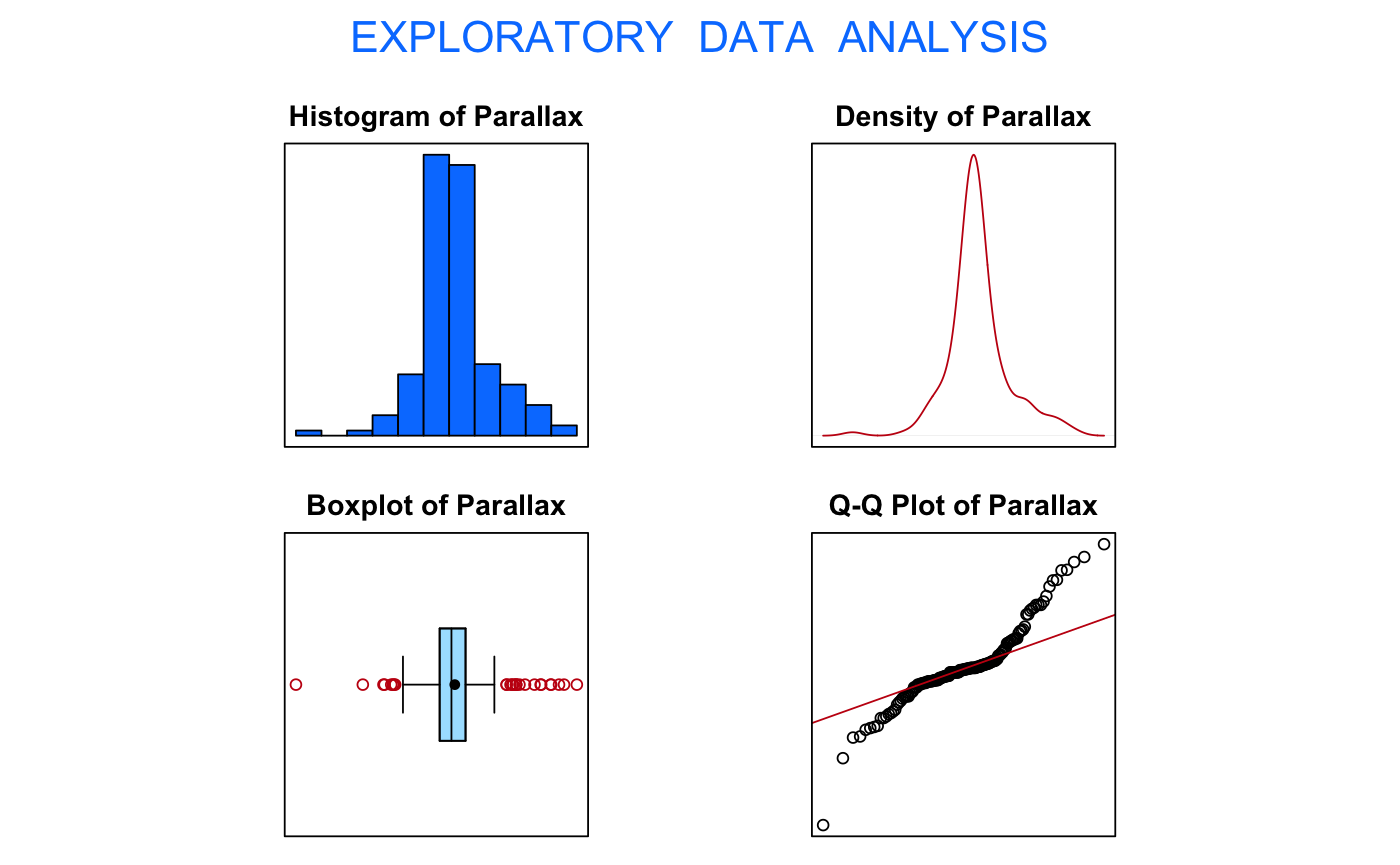 EXPLORATORY DATA ANALYSIS
Histogram of Parallax
Density of Parallax
Boxplot of Parallax
Q-Q Plot of Parallax